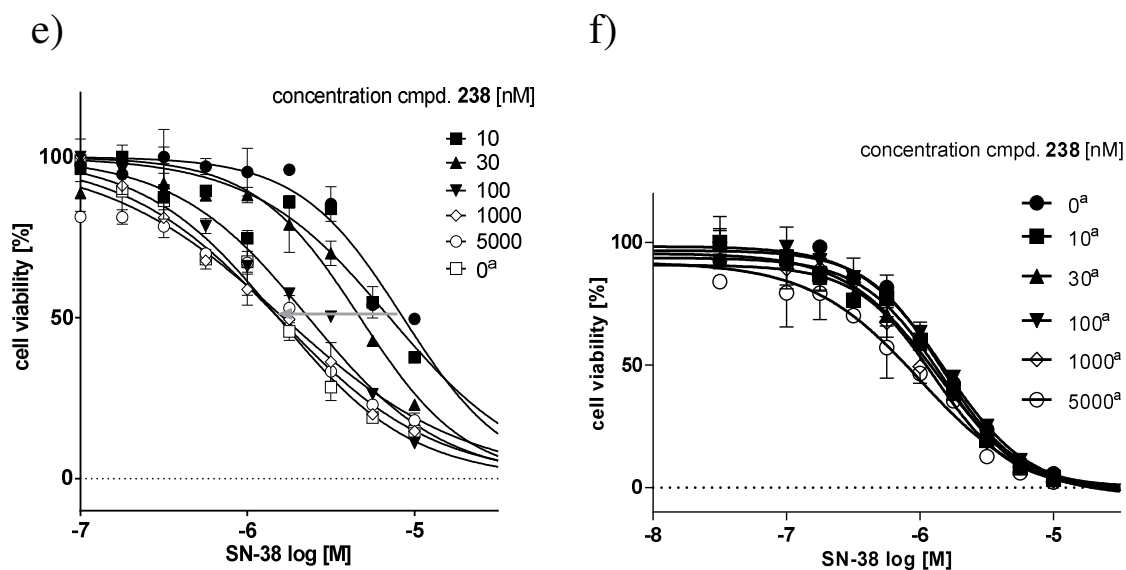 e)
concentration cmpd. 238 [nM]
10
30
100
1000
5000
0a
cell viability [%]
100
50
0
-7
-6
-5
SN-38 log [M]
f)
concentration cmpd. 238 [nM]
0a
10a
30a
100a
1000a
5000a
cell viability [%]
100
50
0
-8
-7
-6
-5
SN-38 log [M]